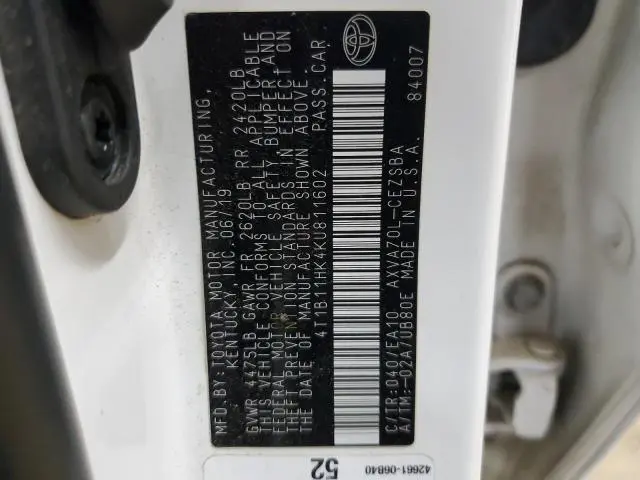 MFD. BY: TOYOTA MOTOR MANUFACTURING,
KENTUCKY, INC. 06/19
GVWR 4475LB GAWR FR 2620LB RR 2420LB
THIS VEHICLE CONFORMS TO ALL APPLICABLE
FEDERAL MOTOR VEHICLE SAFETY, BUMPER, AND
THEFT PREVENTION STANDARDS IN EFFECT ON
THE DATE OF MANUFACTURE SHOWN ABOVE.
4T1B11HK4KU811602 PASS. CAR
C/TR: 040/EA10 AXVA70L-CEZSBA
A/TM:-02A/UB80E MADE IN U.S.A. 84007
52
42661-06B40